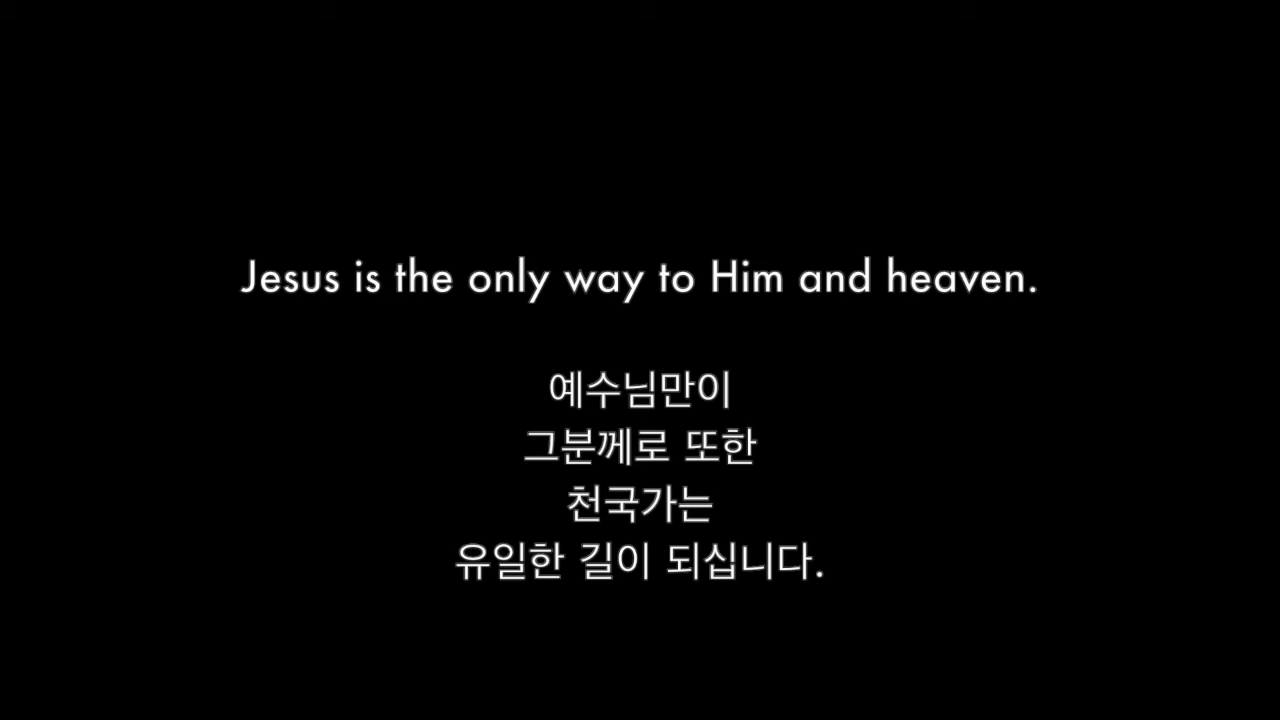 Jesus is the only way to Him and heaven.
예수님만이
그분께로 또한
천국가는
유일한 길이 되십니다.